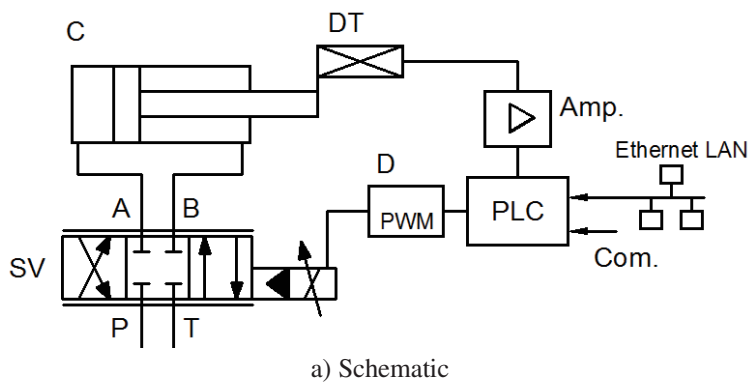 C
DT
Amp.
Ethernet LAN
D
PWM
PLC
A
B
Com.
SV
P
T
a) Schematic